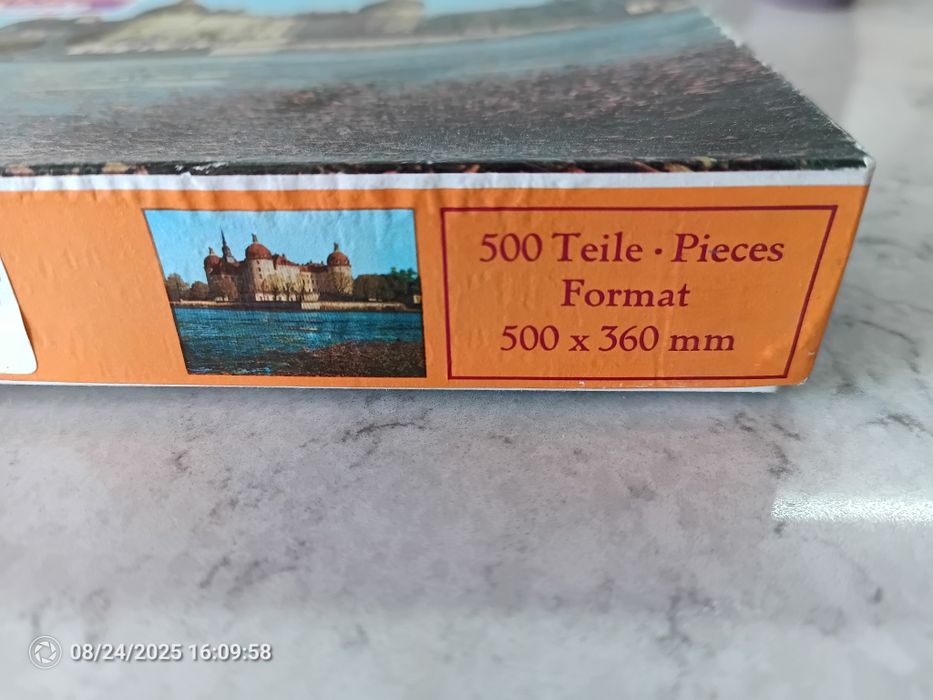 500 Teile · Pieces
Format
500 x 360 mm
08/24/2025 16:09:58